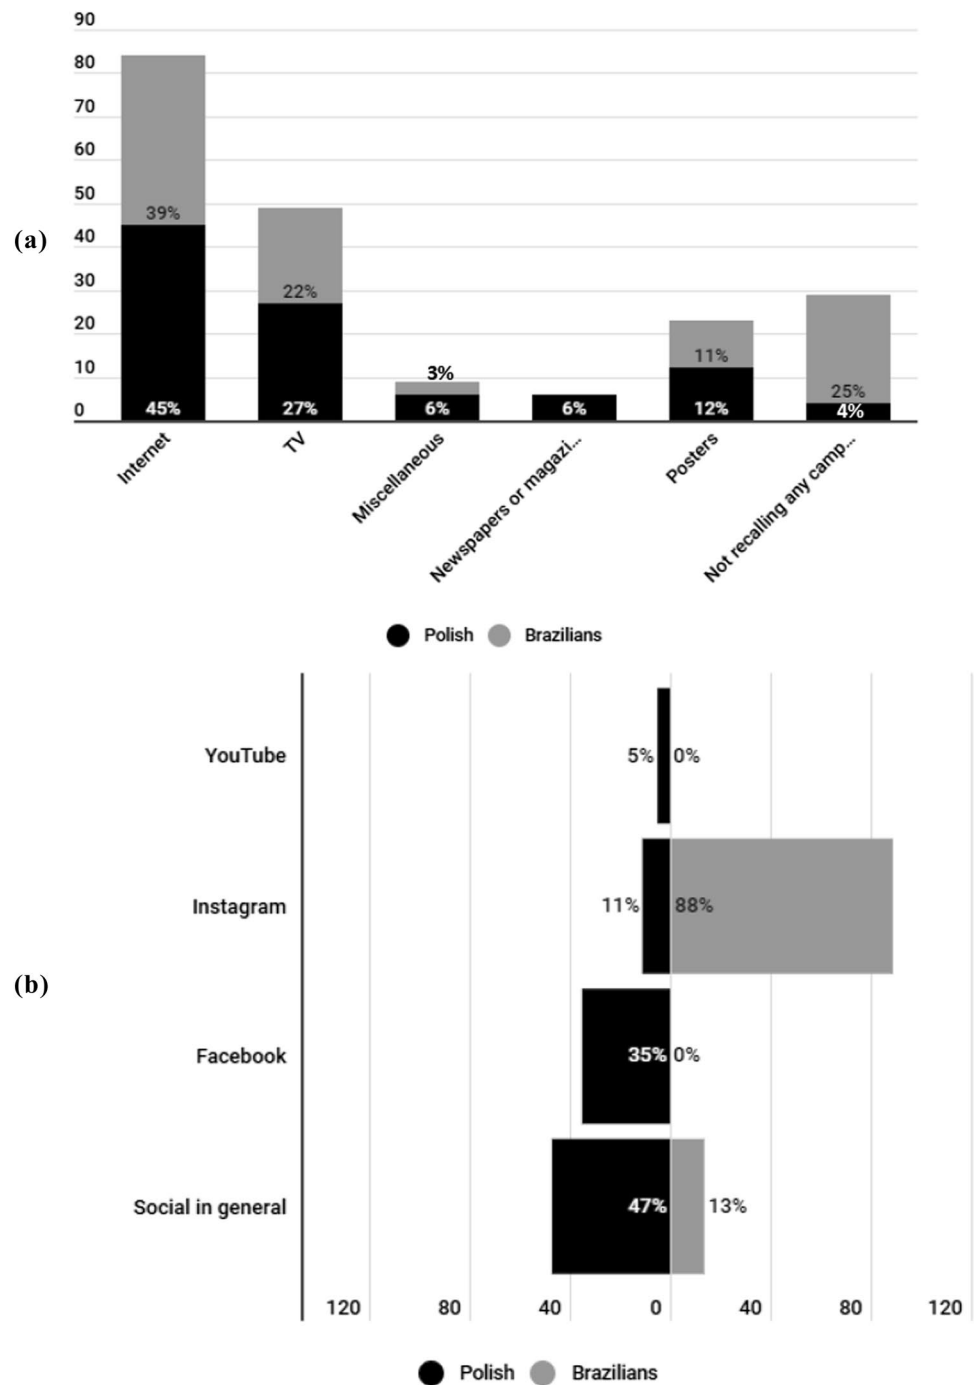 90
80
70
60
50
40
30
20
10
0
(a)
39%
45%
22%
27%
3%
6%
6%
11%
12%
25%
4%
Internet
TV
Miscellaneous
Newspapers or magazi...
Posters
Not recalling any camp...
Polish Brazilians
(b)
YouTube 5% 0%
Instagram 11% 88%
Facebook 35% 0%
Social in general 47% 13%
120 80 40 0 40 80 120
Polish Brazilians